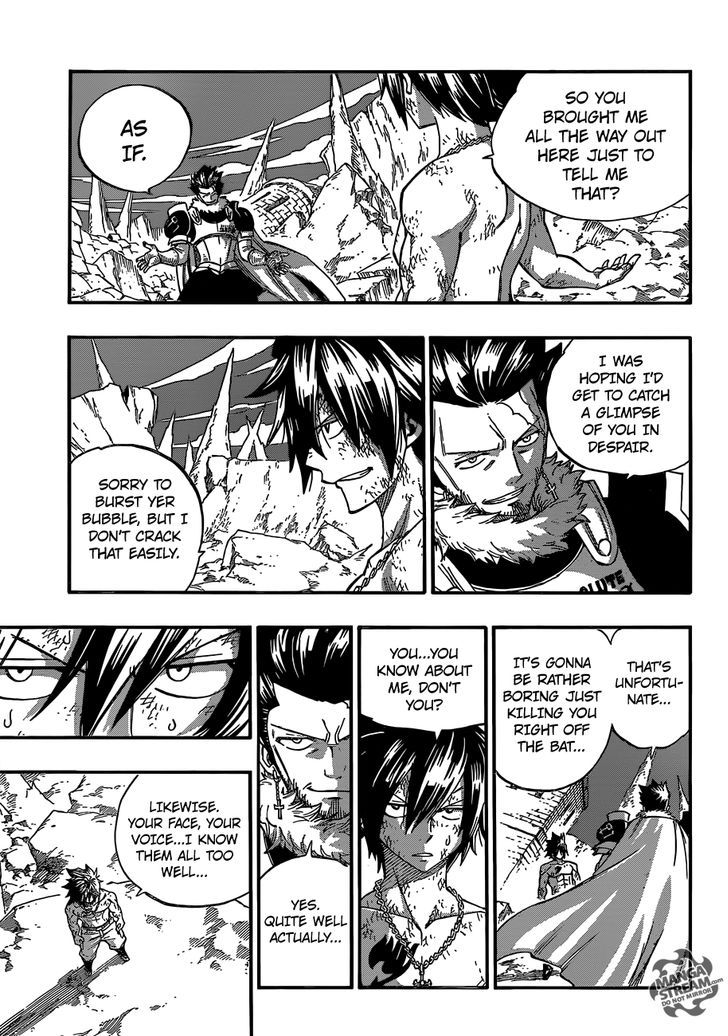 SO YOU
BROUGHT ME
ALL THE WAY OUT
HERE JUST TO
TELL ME
THAT?
AS
IF.
I WAS
HOPING I'D
GET TO CATCH
A GLIMPSE
OF YOU IN
DESPAIR.
SORRY TO
BURST YER
BUBBLE, BUT I
DON'T CRACK
THAT EASILY.
THAT'S
UNFORTU-
NATE...
IT'S GONNA
BE RATHER
BORING JUST
KILLING YOU
RIGHT OFF
THE BAT...
YOU...YOU
KNOW ABOUT
ME, DON'T
YOU?
YES.
QUITE WELL
ACTUALLY...
LIKEWISE.
YOUR FACE, YOUR
VOICE...I KNOW
THEM ALL TOO
WELL...
MANGA
STREAM.COM
DO NOT MIRROR